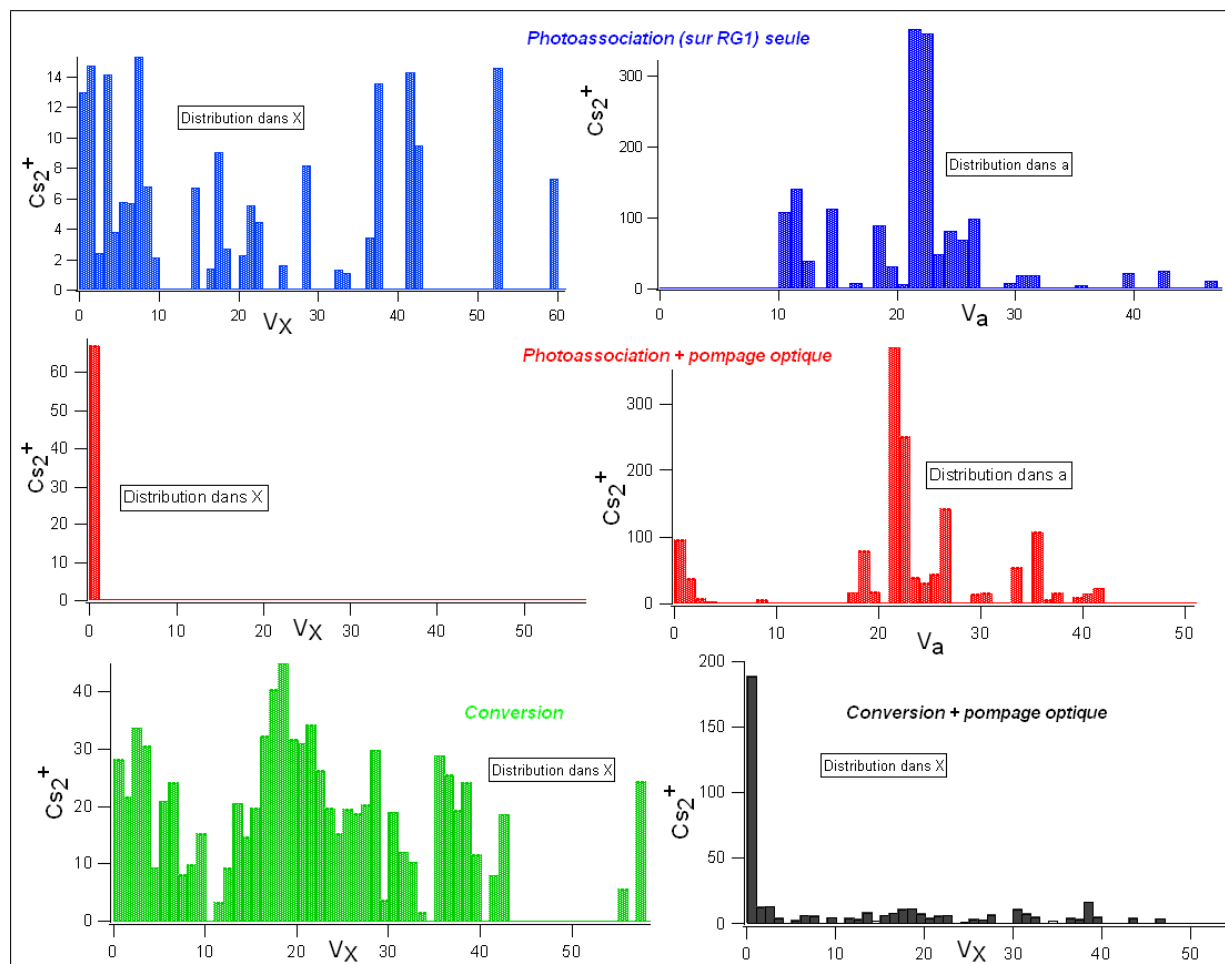 Photoassociation (sur RG1) seule
14
12
10
8
6
4
2
0
Cs2+
Distribution dans X
0 10 20 30 40 50 60
VX
300
200
100
0
Cs2+
Distribution dans a
0 10 20 30 40
Va
Photoassociation + pompage optique
60
50
40
30
20
10
0
Cs2+
Distribution dans X
0 10 20 30 40 50
VX
300
200
100
0
Cs2+
Distribution dans a
0 10 20 30 40 50
Va
Conversion
40
30
20
10
0
Cs2+
Distribution dans X
0 10 20 30 40 50
VX
Conversion + pompage optique
200
150
100
50
0
Cs2+
Distribution dans X
0 10 20 30 40 50
VX